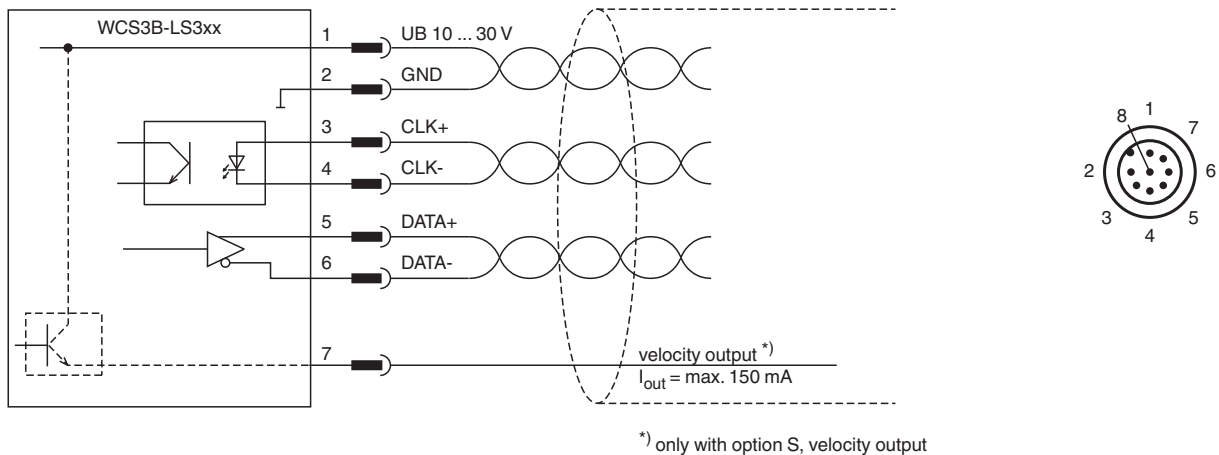 WCS3B-LS3xx
1 UB 10 ... 30 V
2 GND
3 CLK+
4 CLK-
5 DATA+
6 DATA-
7 velocity output *)
Iout = max. 150 mA
*) only with option S, velocity output
8 1 7
2 6
3 5
4